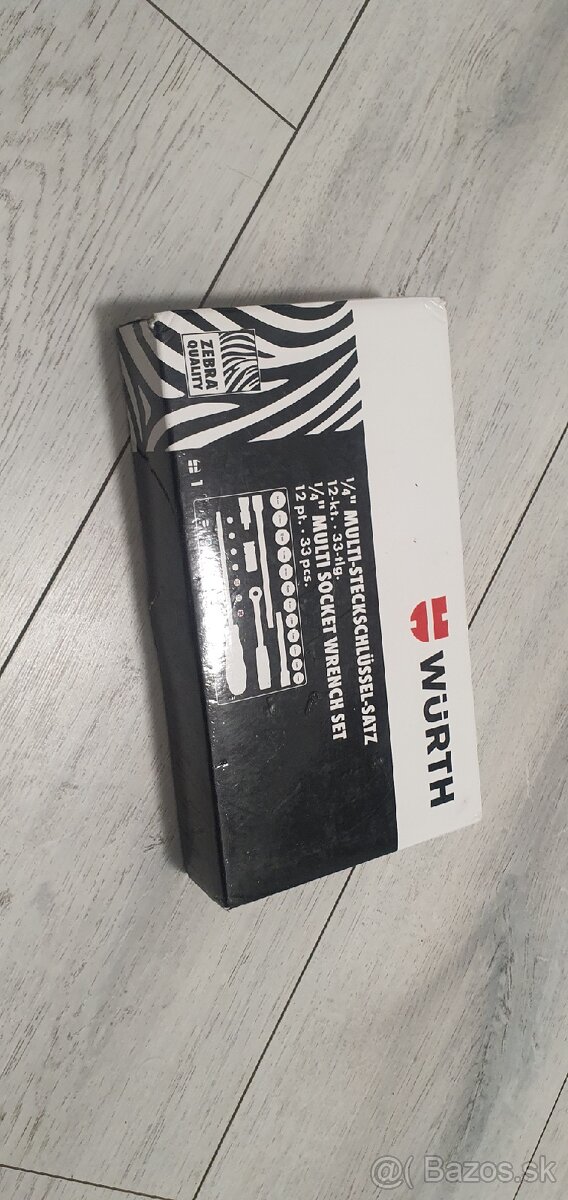 WÜRTH
1/4" MULTI-STECKSCHLÜSSEL-SATZ
12-kt. · 33-tlg.
1/4" MULTI SOCKET WRENCH SET
12 pt. · 33 pcs.
ZEBRA
QUALITY
1
@( Bazos.sk